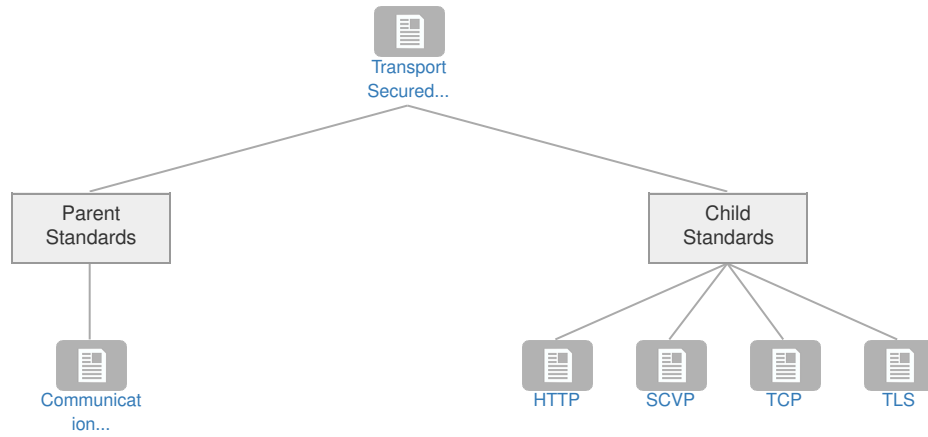 Transport
Secured...
Parent
Standards
Child
Standards
Communicat
ion...
HTTP
SCVP
TCP
TLS